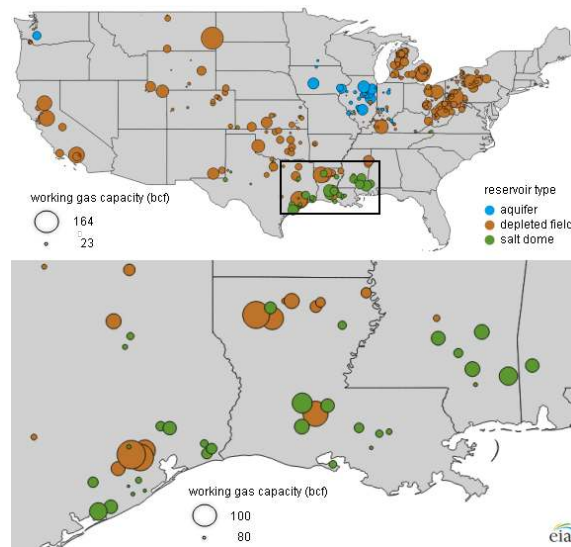 working gas capacity (bcf)
164
23
reservoir type
aquifer
depleted field
salt dome
working gas capacity (bcf)
100
80
eia